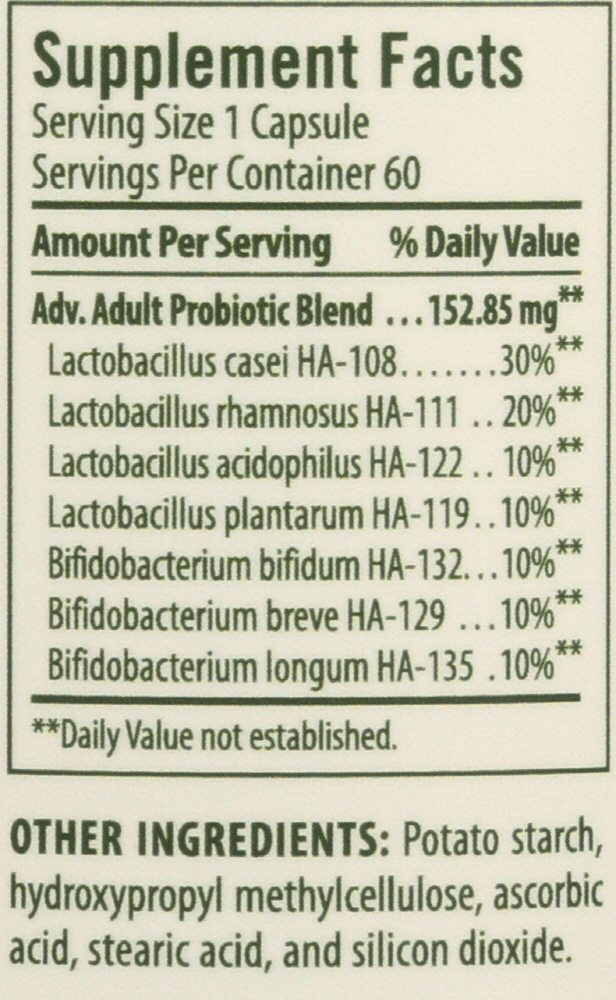 Supplement Facts
Serving Size 1 Capsule
Servings Per Container 60
Amount Per Serving % Daily Value
Adv. Adult Probiotic Blend ...152.85 mg**
Lactobacillus casei HA-108.......30%**
Lactobacillus rhamnosus HA-111 .. 20%**
Lactobacillus acidophilus HA-122 .. 10%**
Lactobacillus plantarum HA-119..10%**
Bifidobacterium bifidum HA-132...10%**
Bifidobacterium breve HA-129 ...10%**
Bifidobacterium longum HA-135 .10%**
**Daily Value not established.
OTHER INGREDIENTS: Potato starch,
hydroxypropyl methylcellulose, ascorbic
acid, stearic acid, and silicon dioxide.